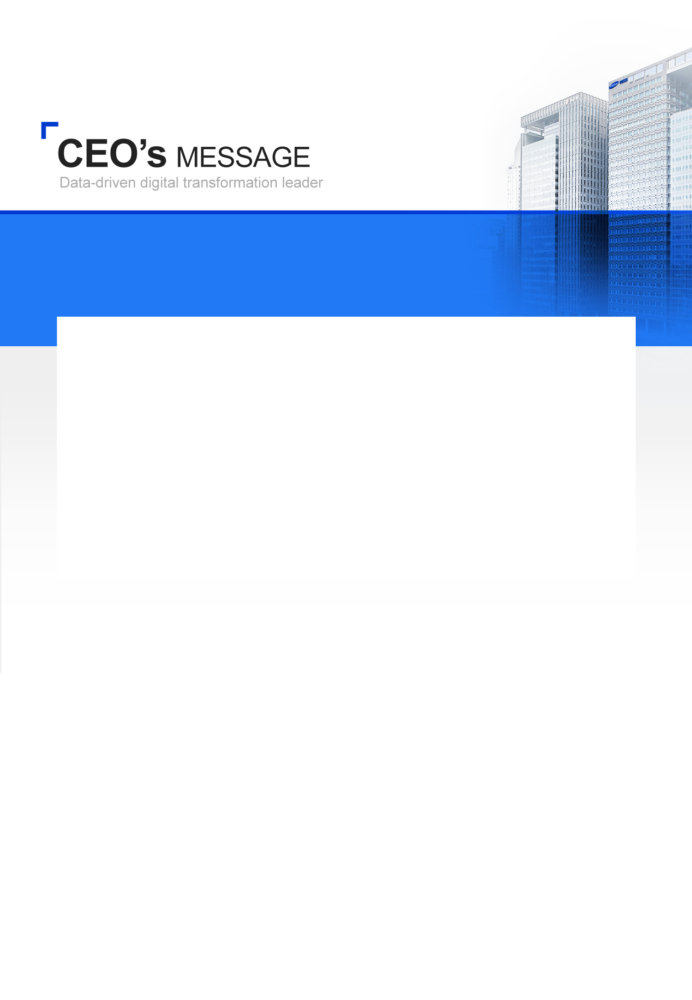 CEO’s MESSAGE
Data-driven digital transformation leader